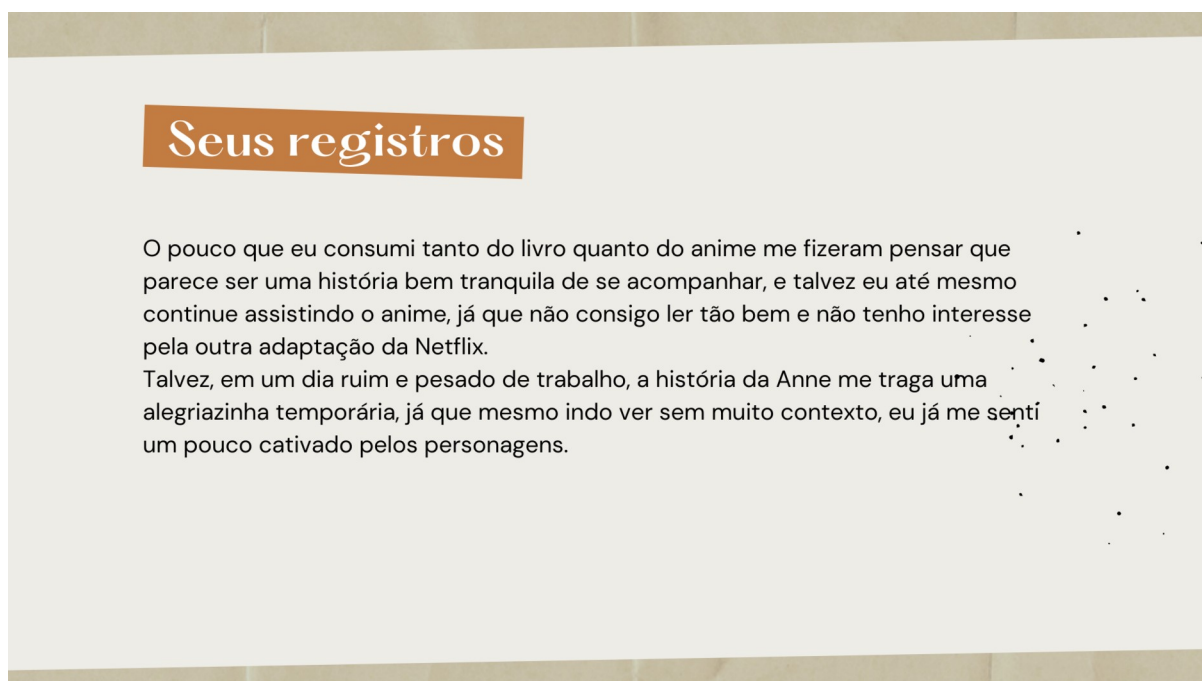 Seus registros
O pouco que eu consumi tanto do livro quanto do anime me fizeram pensar que
parece ser uma história bem tranquila de se acompanhar, e talvez eu até mesmo
continue assistindo o anime, já que não consigo ler tão bem e não tenho interesse
pela outra adaptação da Netflix.
Talvez, em um dia ruim e pesado de trabalho, a história da Anne me traga uma
alegriazinha temporária, já que mesmo indo ver sem muito contexto, eu já me sentí
um pouco cativado pelos personagens.